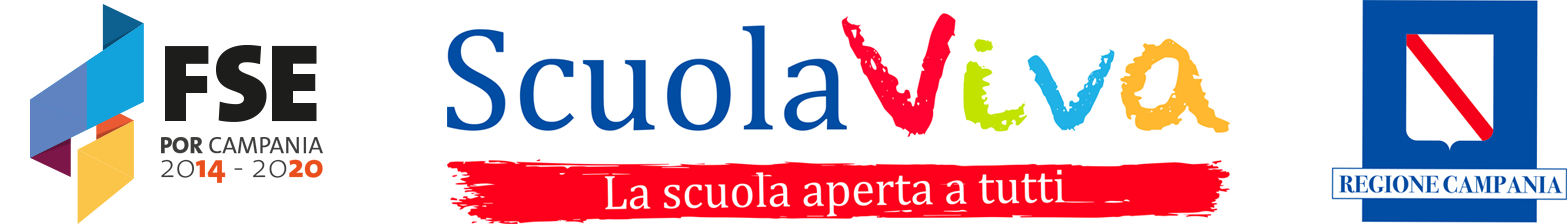 FSE
POR CAMPANIA
2014 - 2020
ScuolaViva
La scuola aperta a tutti
REGIONE CAMPANIA